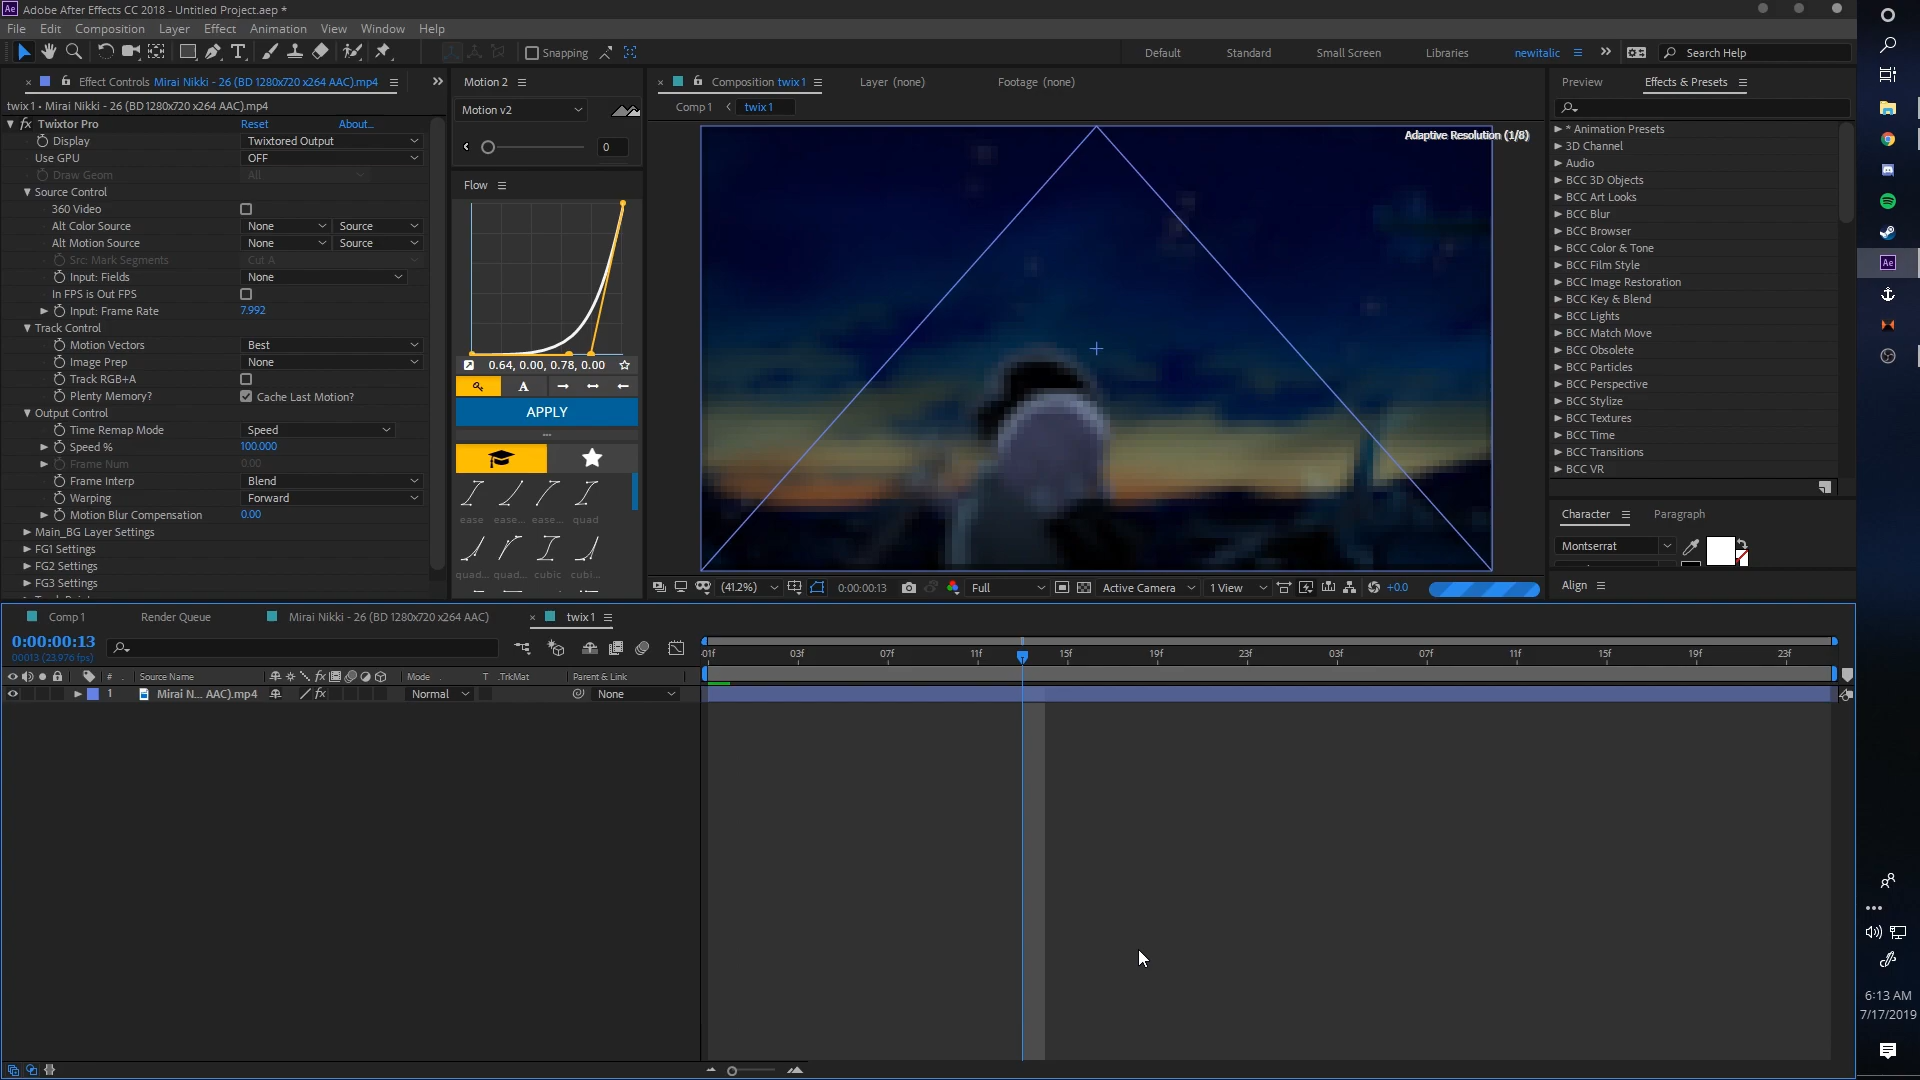 Ae Adobe After Effects CC 2018 - Untitled Project.aep *
File Edit Composition Layer Effect Animation View Window Help
Snapping
Default Standard Small Screen Libraries newitalic Search Help
Effect Controls Mirai Nikki - 26 (BD 1280x720 x264 AAC).mp4
twix1 • Mirai Nikki - 26 (BD 1280x720 x264 AAC).mp4
fx Twixtor Pro Reset About...
Display Twixtored Output
Use GPU OFF
Draw Geom All
Source Control
360 Video
Alt Color Source None Source
Alt Motion Source None Source
Src: Mark Segments Cut A
Input: Fields None
In FPS is Out FPS
Input: Frame Rate 7.992
Track Control
Motion Vectors Best
Image Prep None
Track RGB+A
Plenty Memory? Cache Last Motion?
Output Control
Time Remap Mode Speed
Speed % 100.000
Frame Num 0.00
Frame Interp Blend
Warping Forward
Motion Blur Compensation 0.00
Main_BG Layer Settings
FG1 Settings
FG2 Settings
FG3 Settings
Motion 2
Motion v2
0
Flow
0.64, 0.00, 0.78, 0.00
A
APPLY
ease ease... ease... quad
quad... quad... cubic cubi...
Composition twix1 Layer (none) Footage (none)
Comp 1 twix1
Adaptive Resolution (1/8)
(41.2%) 0:00:00:13 Full Active Camera 1 View +0.0
Preview Effects & Presets
* Animation Presets
3D Channel
Audio
BCC 3D Objects
BCC Art Looks
BCC Blur
BCC Browser
BCC Color & Tone
BCC Film Style
BCC Image Restoration
BCC Key & Blend
BCC Lights
BCC Match Move
BCC Obsolete
BCC Particles
BCC Perspective
BCC Stylize
BCC Textures
BCC Time
BCC Transitions
BCC VR
Character Paragraph
Montserrat
Align
Comp 1 Render Queue Mirai Nikki - 26 (BD 1280x720 x264 AAC) twix1
0:00:00:13
00013 (23.976 fps)
01f 03f 07f 11f 15f 19f 23f 03f 07f 11f 15f 19f 23f
# Source Name fx Mode T .TrkMat Parent & Link
1 Mirai N... AAC).mp4 fx Normal None
Ae
6:13 AM
7/17/2019